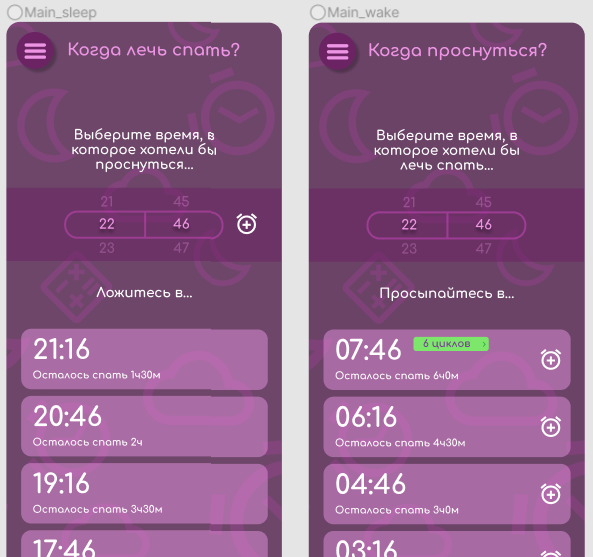 Main_sleep
Когда лечь спать?
Выберите время, в
которое хотели бы
проснуться...
21 45
22 46
23 47
Ложитесь в...
21:16
Осталось спать 1ч30м
20:46
Осталось спать 2ч
19:16
Осталось спать 3ч30м
17:46
Main_wake
Когда проснуться?
Выберите время, в
которое хотели бы
лечь спать...
21 45
22 46
23 47
Просыпайтесь в...
07:46 6 циклов ›
Осталось спать 6ч0м
06:16
Осталось спать 4ч30м
04:46
Осталось спать 3ч0м
03:16